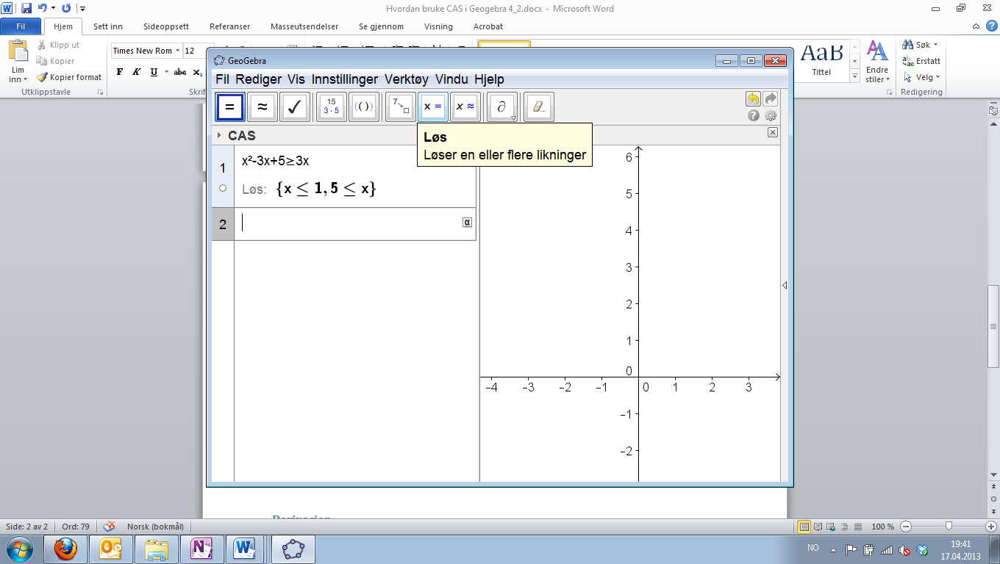 Hvordan bruke CAS i Geogebra 4_2.docx - Microsoft Word
Fil Hjem Sett inn Sideoppsett Referanser Masseutsendelser Se gjennom Visning Acrobat
Lim inn
Klipp ut
Kopier
Kopier format
Utklippstavle
Times New Rom 12
F K U abc x₂
Skrif
AaB
Tittel
Endre stiler
Søk
Erstatt
Velg
Redigering
GeoGebra
Fil Rediger Vis Innstillinger Verktøy Vindu Hjelp
= ≈ ✓ 15 3·5 (( )) 7 x = x ≈ ∂
CAS
Løs
Løser en eller flere likninger
1 x²-3x+5≥3x
Løs: {x ≤ 1, 5 ≤ x}
2 α
6
5
4
3
2
1
0
−4 −3 −2 −1 0 1 2 3
−1
−2
Side: 2 av 2 Ord: 79 Norsk (bokmål) 100 %
NO 19:41
17.04.2013